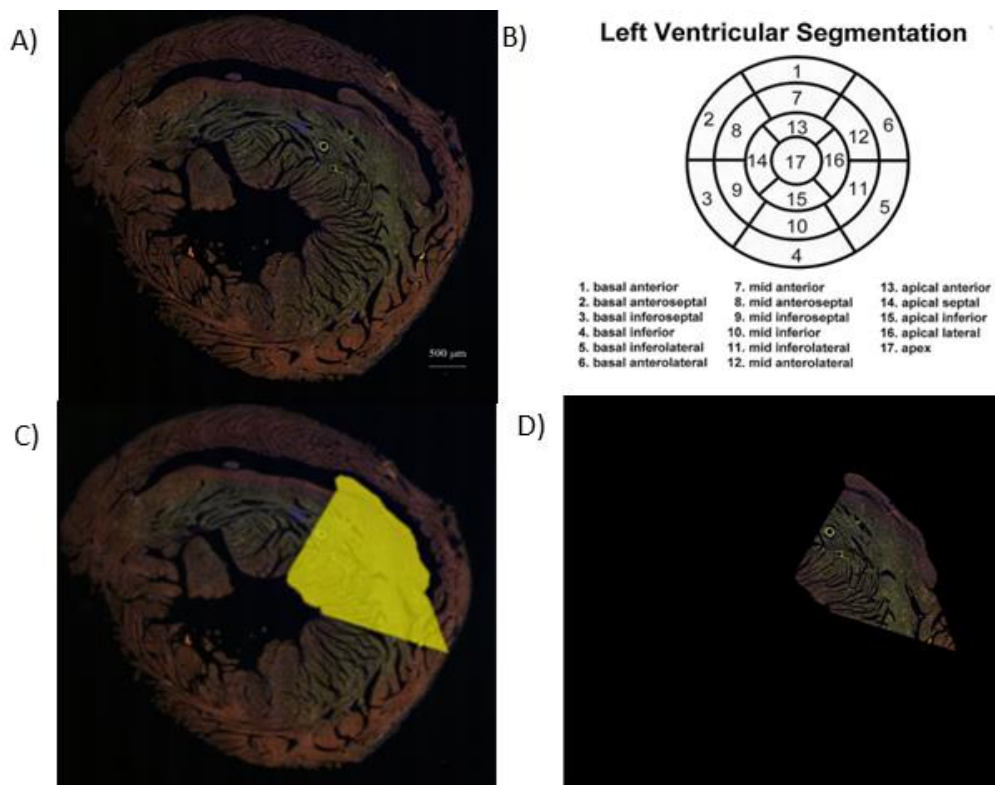 A)
500 µm
B)
Left Ventricular Segmentation
1
7
2
8
13
12
6
14
17
16
3
9
15
11
5
10
4
1. basal anterior 7. mid anterior 13. apical anterior
2. basal anteroseptal 8. mid anteroseptal 14. apical septal
3. basal inferoseptal 9. mid inferoseptal 15. apical inferior
4. basal inferior 10. mid inferior 16. apical lateral
5. basal inferolateral 11. mid inferolateral 17. apex
6. basal anterolateral 12. mid anterolateral
C)
D)